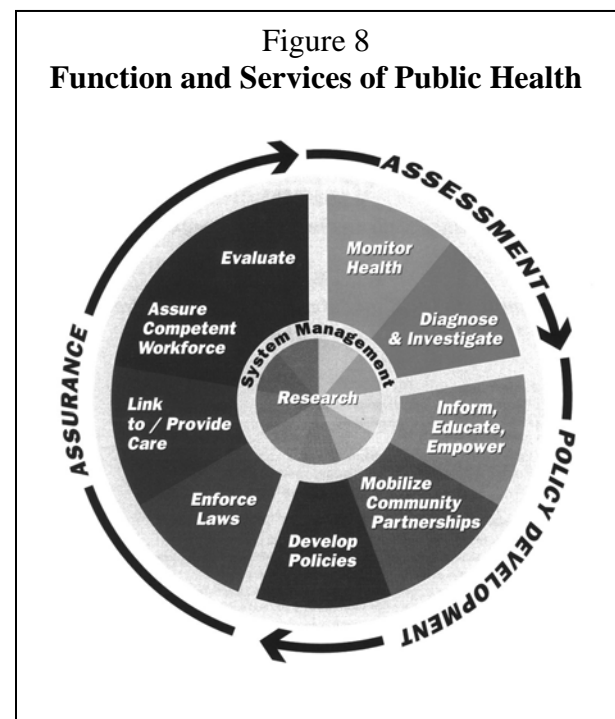 Figure 8
Function and Services of Public Health
ASSESSMENT
POLICY DEVELOPMENT
ASSURANCE
Monitor
Health
Diagnose
& Investigate
Inform,
Educate,
Empower
Mobilize
Community
Partnerships
Develop
Policies
Enforce
Laws
Link
to / Provide
Care
Assure
Competent
Workforce
Evaluate
System Management
Research